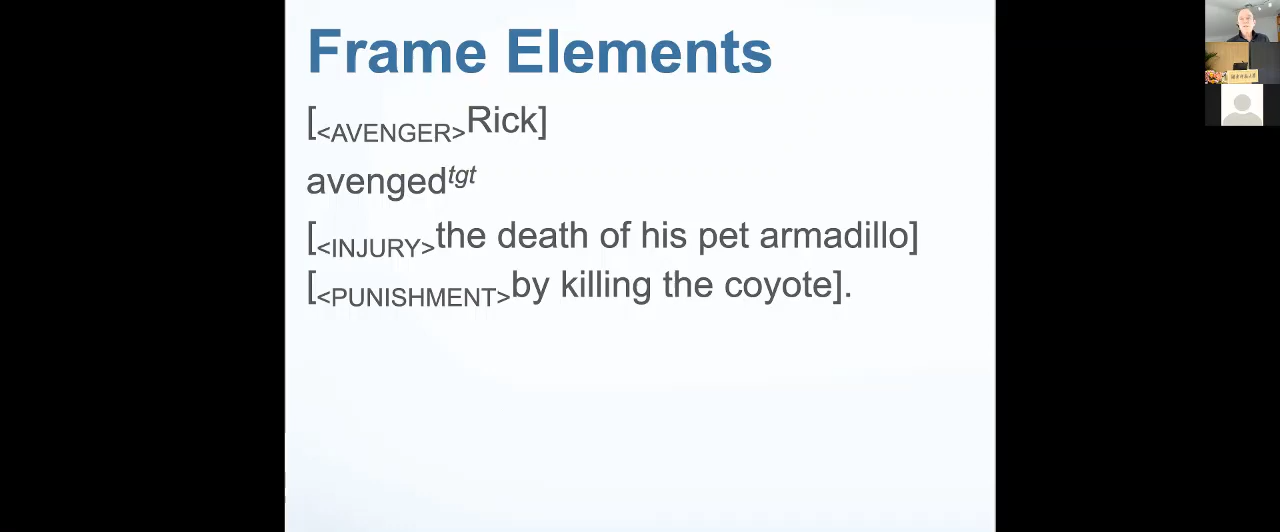 Frame Elements
[<AVENGER>Rick]
avenged tgt
[<INJURY>the death of his pet armadillo]
[<PUNISHMENT>by killing the coyote].